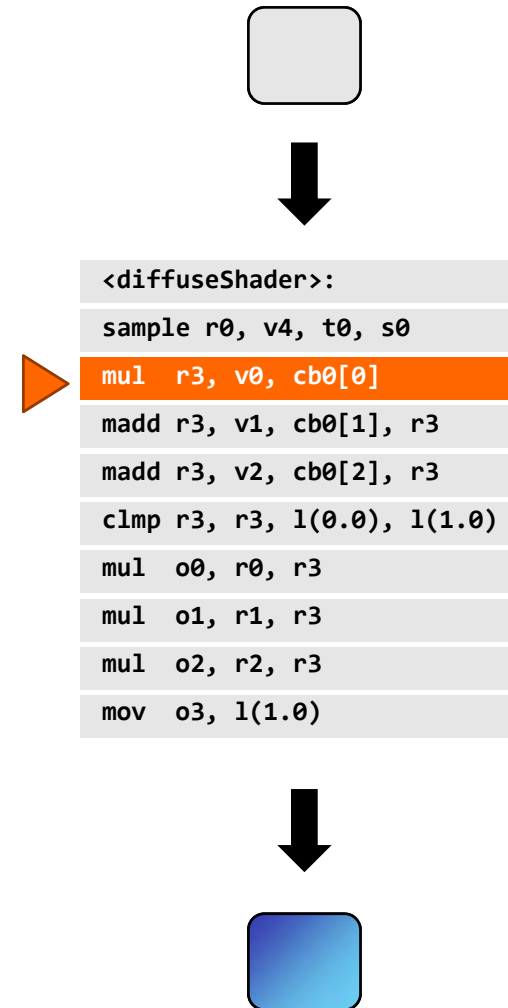 <diffuseShader>:
sample r0, v4, t0, s0
mul  r3, v0, cb0[0]
madd r3, v1, cb0[1], r3
madd r3, v2, cb0[2], r3
clmp r3, r3, l(0.0), l(1.0)
mul  o0, r0, r3
mul  o1, r1, r3
mul  o2, r2, r3
mov  o3, l(1.0)